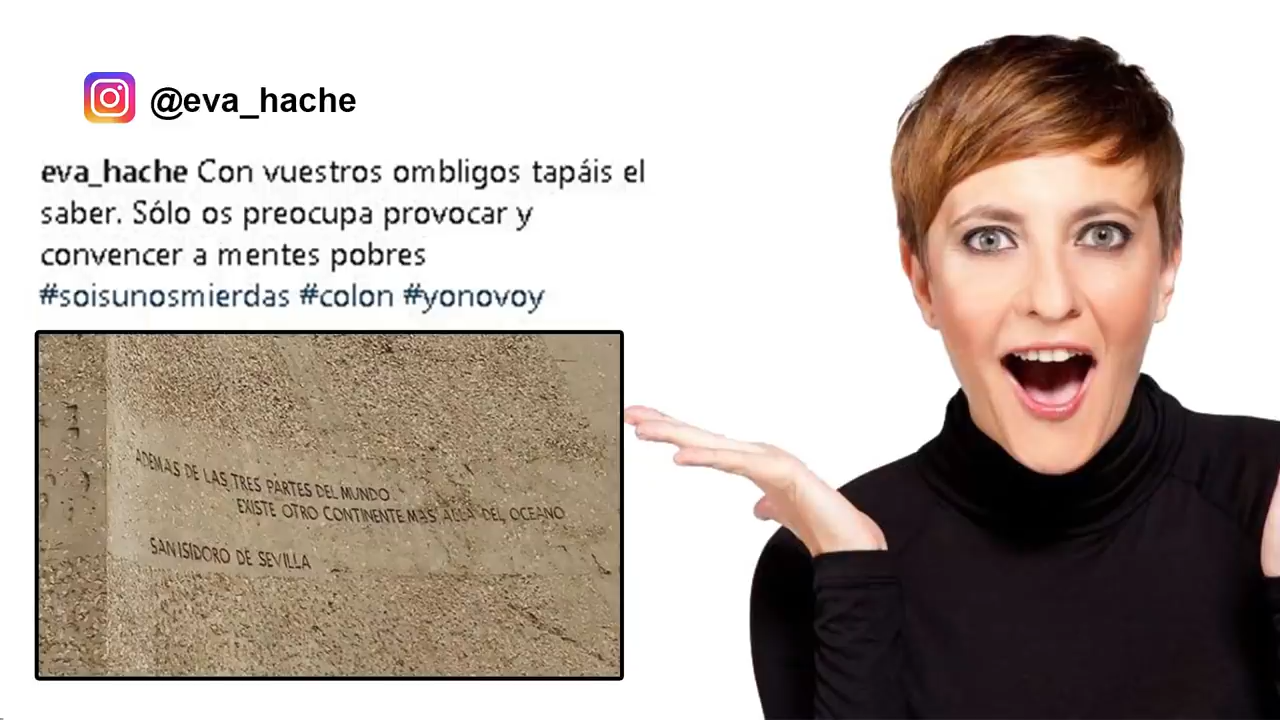 @eva_hache
eva_hache Con vuestros ombligos tapáis el
saber. Sólo os preocupa provocar y
convencer a mentes pobres
#soisunosmierdas #colon #yonovoy
ADEMAS DE LAS TRES PARTES DEL MUNDO
EXISTE OTRO CONTINENTE MAS ALLA DEL OCEANO
SAN ISIDORO DE SEVILLA